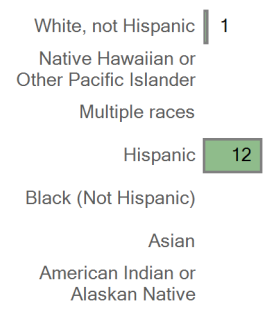 White, not Hispanic 1
Native Hawaiian or
Other Pacific Islander
Multiple races
Hispanic 12
Black (Not Hispanic)
Asian
American Indian or
Alaskan Native